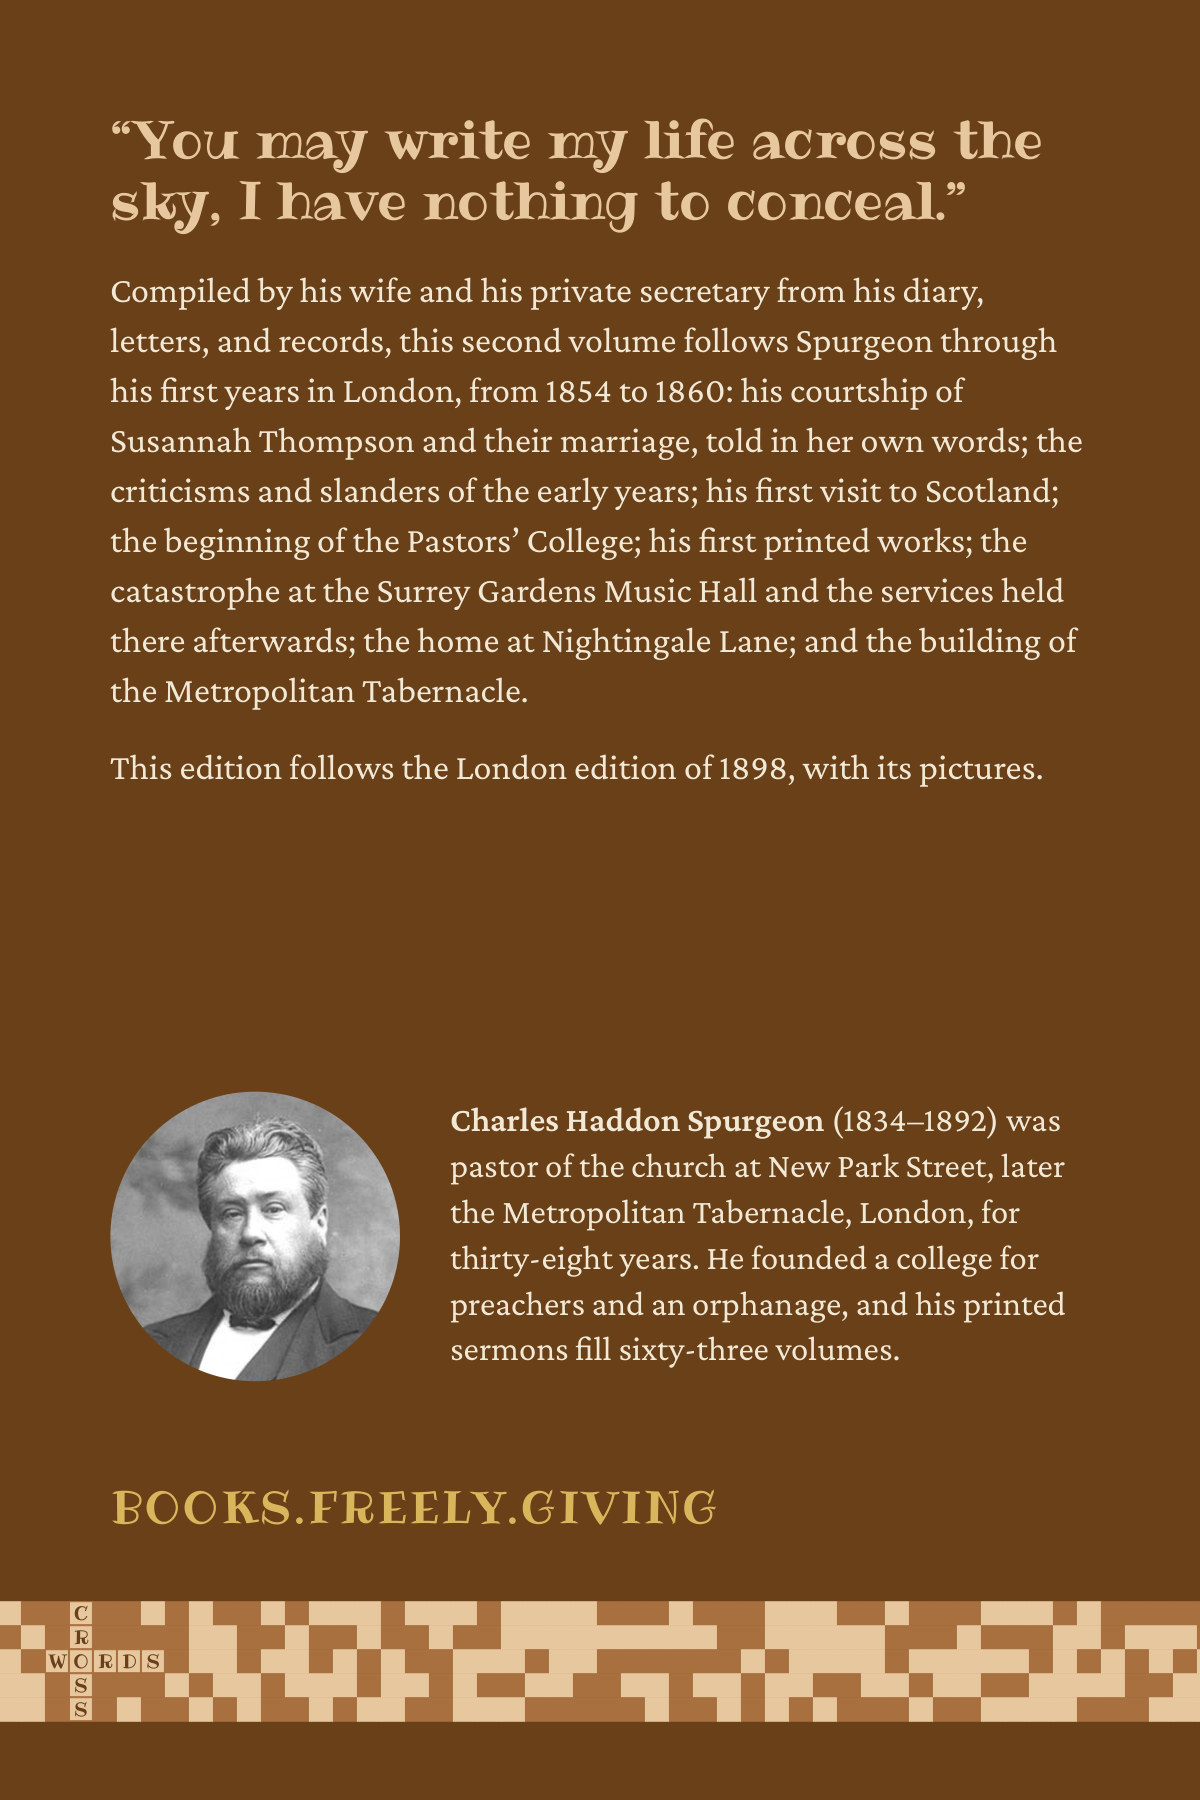 “You may write my life across the
sky, I have nothing to conceal.”
Compiled by his wife and his private secretary from his diary,
letters, and records, this second volume follows Spurgeon through
his first years in London, from 1854 to 1860: his courtship of
Susannah Thompson and their marriage, told in her own words; the
criticisms and slanders of the early years; his first visit to Scotland;
the beginning of the Pastors’ College; his first printed works; the
catastrophe at the Surrey Gardens Music Hall and the services held
there afterwards; the home at Nightingale Lane; and the building of
the Metropolitan Tabernacle.
This edition follows the London edition of 1898, with its pictures.
Charles Haddon Spurgeon (1834–1892) was
pastor of the church at New Park Street, later
the Metropolitan Tabernacle, London, for
thirty-eight years. He founded a college for
preachers and an orphanage, and his printed
sermons fill sixty-three volumes.
BOOKS.FREELY.GIVING
CROSS
WORDS